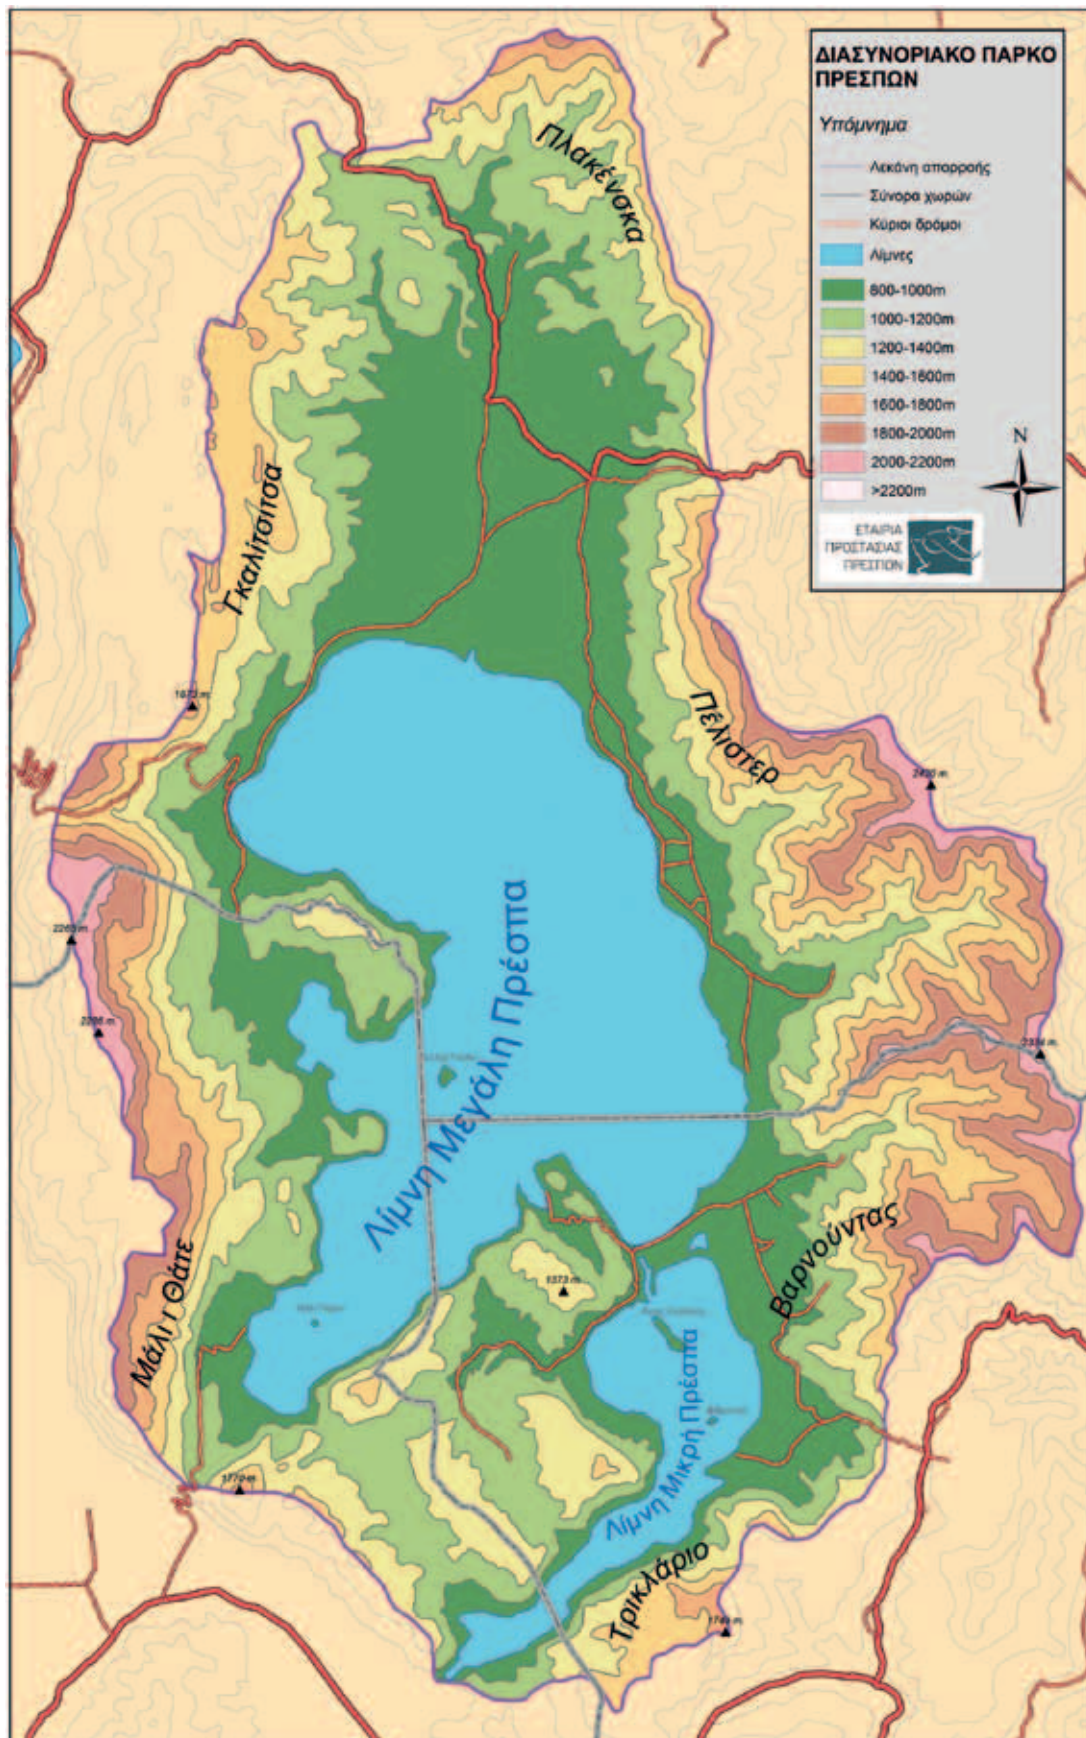 ΔΙΑΣΥΝΟΡΙΑΚΟ ΠΑΡΚΟ
ΠΡΕΣΠΩΝ
Υπόμνημα
Λεκάνη απορροής
Σύνορα χωρών
Κύριοι δρόμοι
Λίμνες
800-1000m
1000-1200m
1200-1400m
1400-1600m
1600-1800m
1800-2000m
2000-2200m
>2200m
N
ΕΤΑΙΡΙΑ
ΠΡΟΣΤΑΣΙΑΣ
ΠΡΕΣΠΩΝ
Πλακένσκα
Γκαλίτσιτσα
Πέλιστερ
Λίμνη Μεγάλη Πρέσπα
Μάλι ι Θάτε
Βαρνούντας
1373 m.
Λίμνη Μικρή Πρέσπα
Τρικλάριο